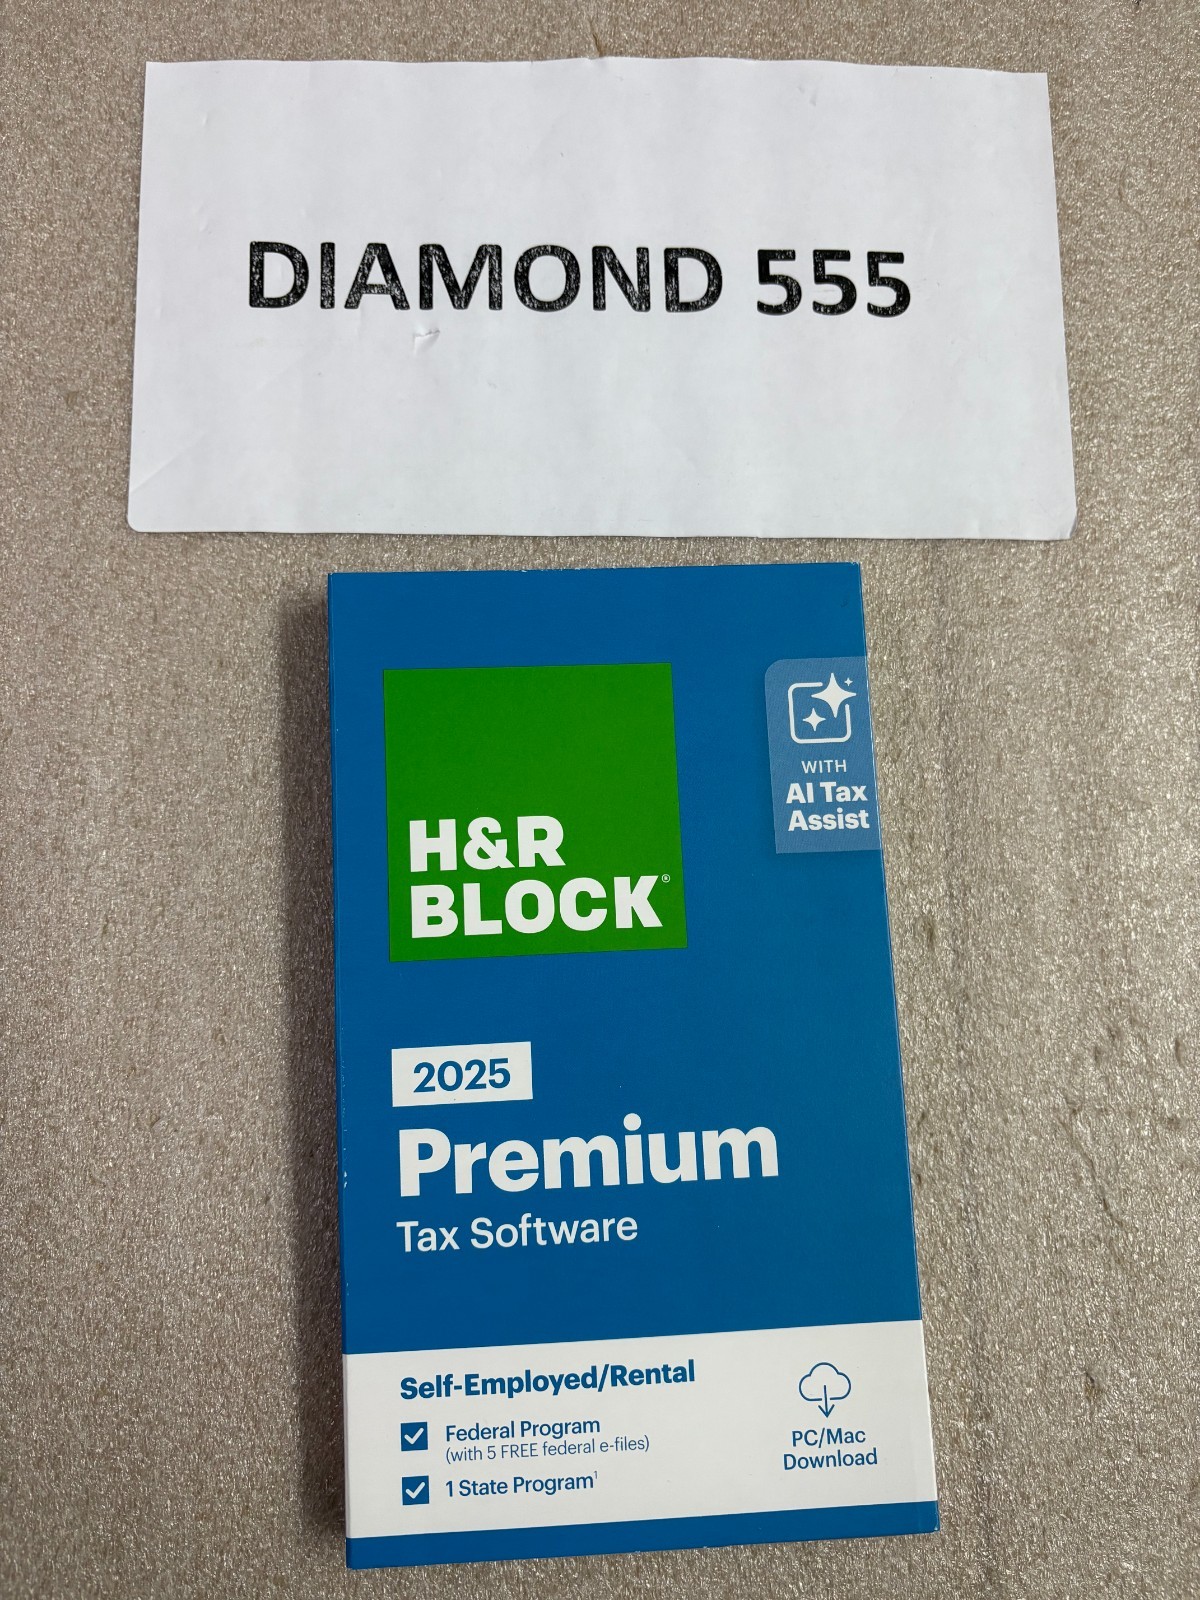 DIAMOND 555
WITH
AI Tax
Assist
H&R
BLOCK®
2025
Premium
Tax Software
Self-Employed/Rental
Federal Program
(with 5 FREE federal e-files)
1 State Program¹
PC/Mac
Download